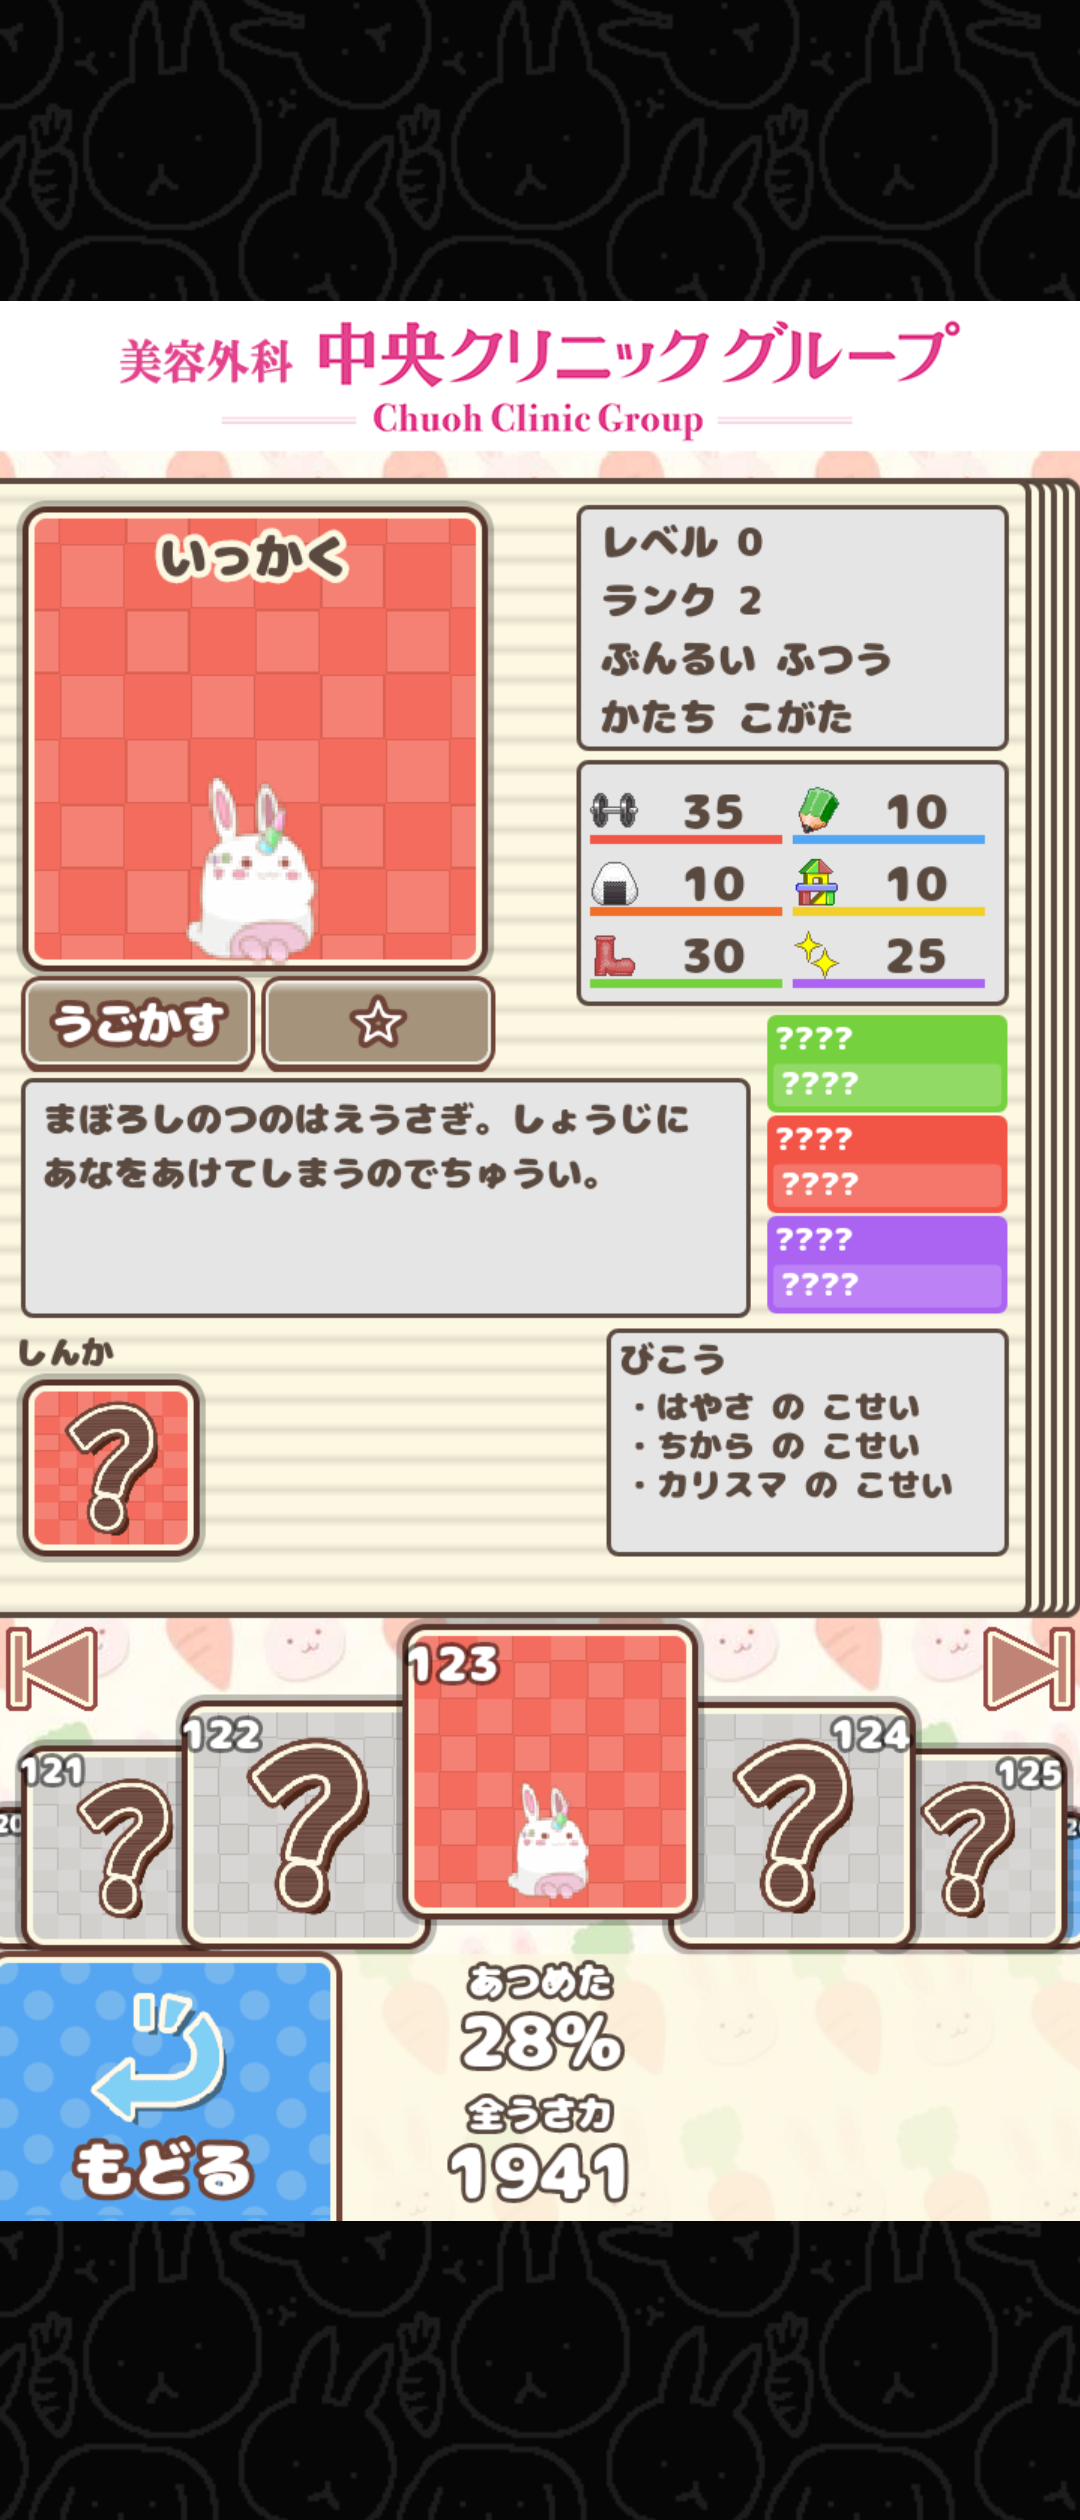 美容外科 中央クリニックグループ
Chuoh Clinic Group
いっかく
レベル 0
ランク 2
ぶんるい ふつう
かたち こがた
35 10
10 10
30 25
うごかす ☆
????
????
????
????
????
????
まぼろしのつのはえうさぎ。しょうじに
あなをあけてしまうのでちゅうい。
しんか
?
びこう
・はやさ の こせい
・ちから の こせい
・カリスマ の こせい
121 ?
122 ?
123
124 ?
125 ?
もどる
あつめた
28%
全うさ力
1941